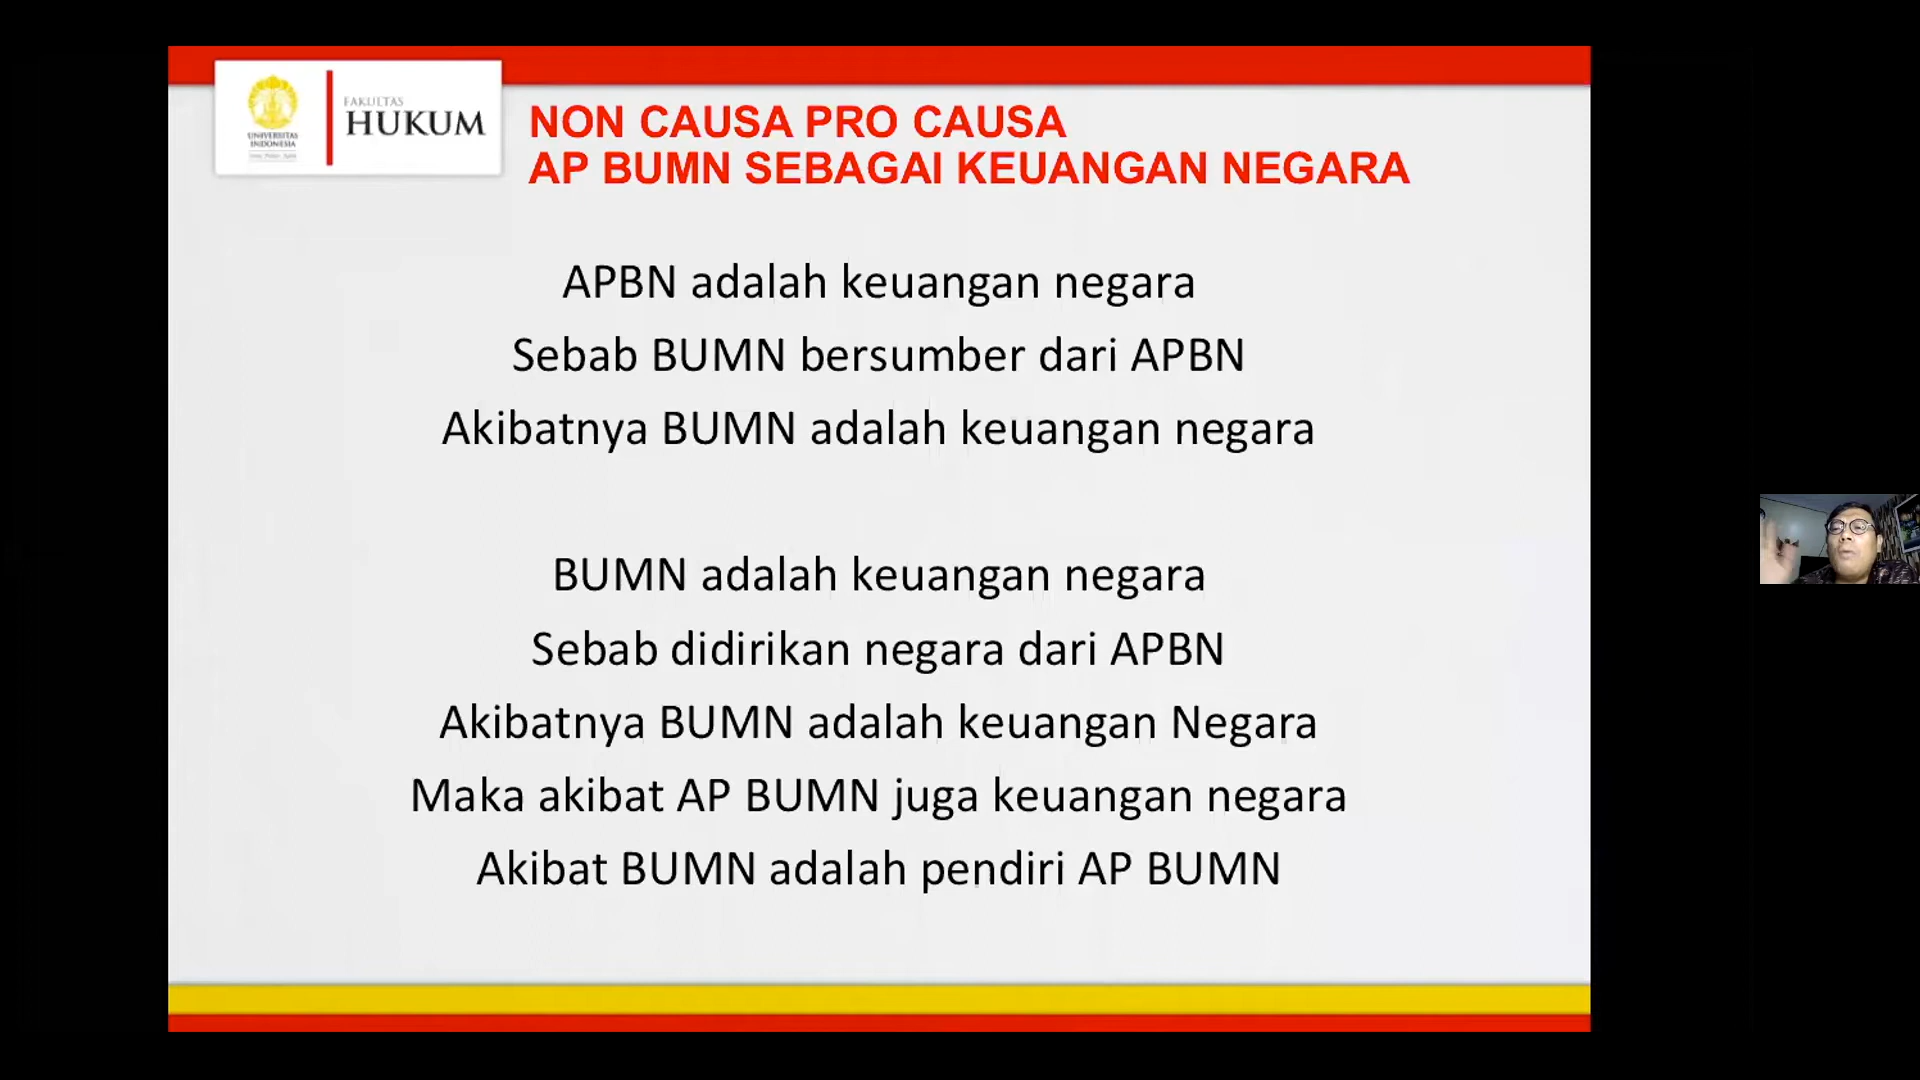 UNIVERSITAS
INDONESIA
FAKULTAS
HUKUM
NON CAUSA PRO CAUSA
AP BUMN SEBAGAI KEUANGAN NEGARA
APBN adalah keuangan negara
Sebab BUMN bersumber dari APBN
Akibatnya BUMN adalah keuangan negara
BUMN adalah keuangan negara
Sebab didirikan negara dari APBN
Akibatnya BUMN adalah keuangan Negara
Maka akibat AP BUMN juga keuangan negara
Akibat BUMN adalah pendiri AP BUMN